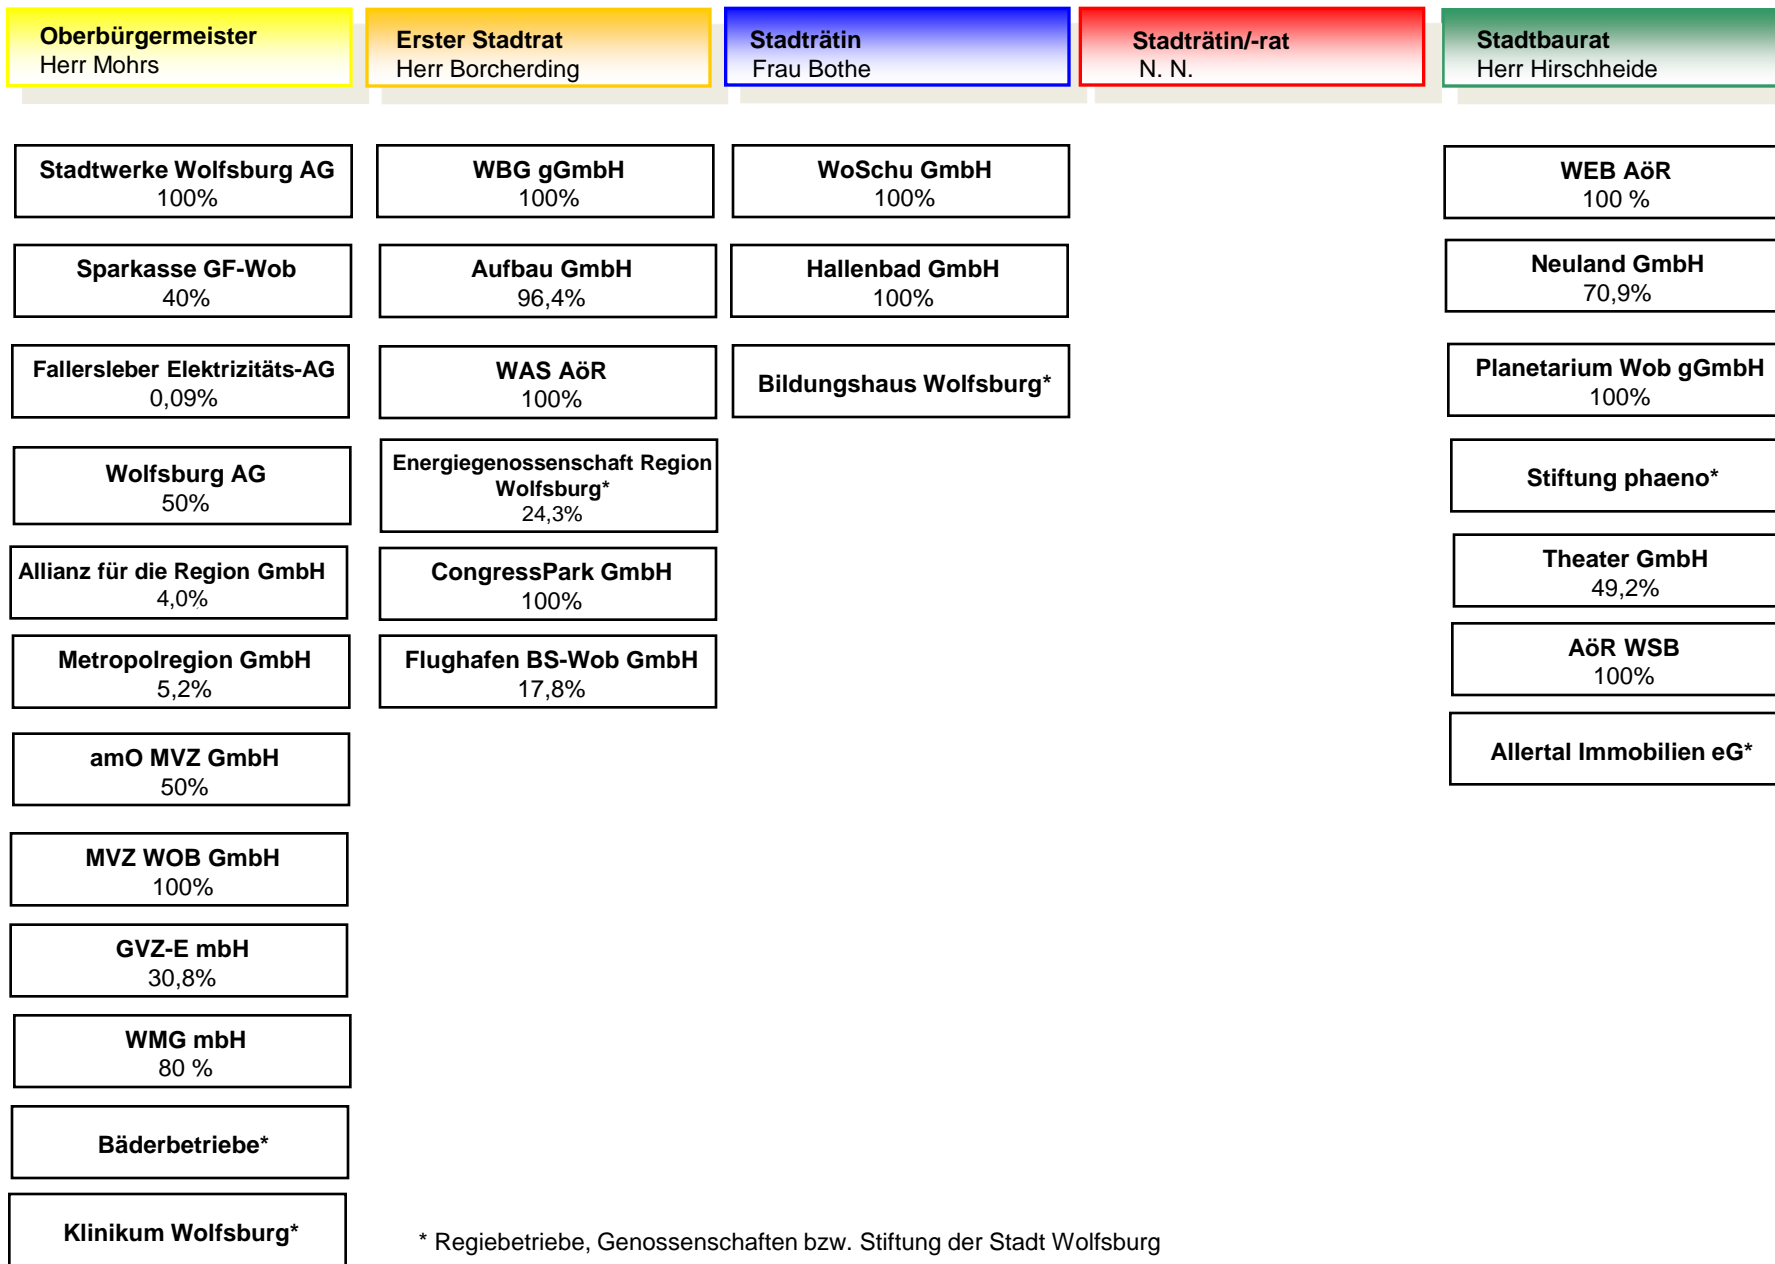 Oberbürgermeister
Herr Mohrs
Erster Stadtrat
Herr Borcherding
Stadträtin
Frau Bothe
Stadträtin/-rat
N. N.
Stadtbaurat
Herr Hirschheide
Stadtwerke Wolfsburg AG
100%
Sparkasse GF-Wob
40%
Fallersleber Elektrizitäts-AG
0,09%
Wolfsburg AG
50%
Allianz für die Region GmbH
4,0%
Metropolregion GmbH
5,2%
amO MVZ GmbH
50%
MVZ WOB GmbH
100%
GVZ-E mbH
30,8%
WMG mbH
80 %
Bäderbetriebe*
Klinikum Wolfsburg*
WBG gGmbH
100%
Aufbau GmbH
96,4%
WAS AöR
100%
Energiegenossenschaft Region
Wolfsburg*
24,3%
CongressPark GmbH
100%
Flughafen BS-Wob GmbH
17,8%
WoSchu GmbH
100%
Hallenbad GmbH
100%
Bildungshaus Wolfsburg*
WEB AöR
100 %
Neuland GmbH
70,9%
Planetarium Wob gGmbH
100%
Stiftung phaeno*
Theater GmbH
49,2%
AöR WSB
100%
Allertal Immobilien eG*
* Regiebetriebe, Genossenschaften bzw. Stiftung der Stadt Wolfsburg